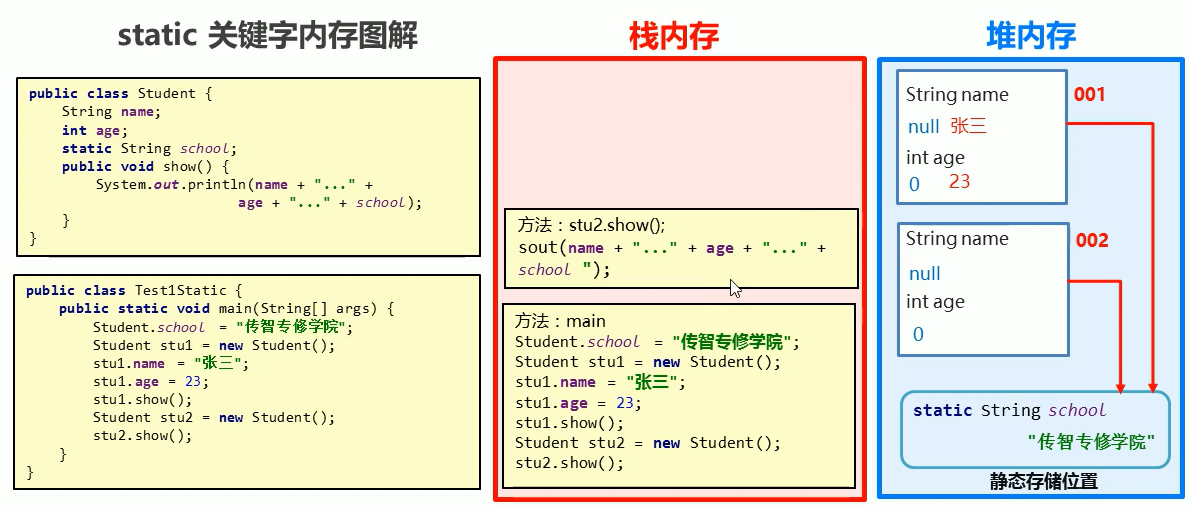 static 关键字内存图解
public class Student {
String name;
int age;
static String school;
public void show() {
System.out.println(name + "..." +
age + "..." + school);
}
}
public class Test1Static {
public static void main(String[] args) {
Student.school = "传智专修学院";
Student stu1 = new Student();
stu1.name = "张三";
stu1.age = 23;
stu1.show();
Student stu2 = new Student();
stu2.show();
}
}
栈内存
方法：stu2.show();
sout(name + "..." + age + "..." +
school ");
方法：main
Student.school = "传智专修学院";
Student stu1 = new Student();
stu1.name = "张三";
stu1.age = 23;
stu1.show();
Student stu2 = new Student();
stu2.show();
堆内存
String name
001
null 张三
int age
0 23
String name
002
null
int age
0
static String school
"传智专修学院"
静态存储位置